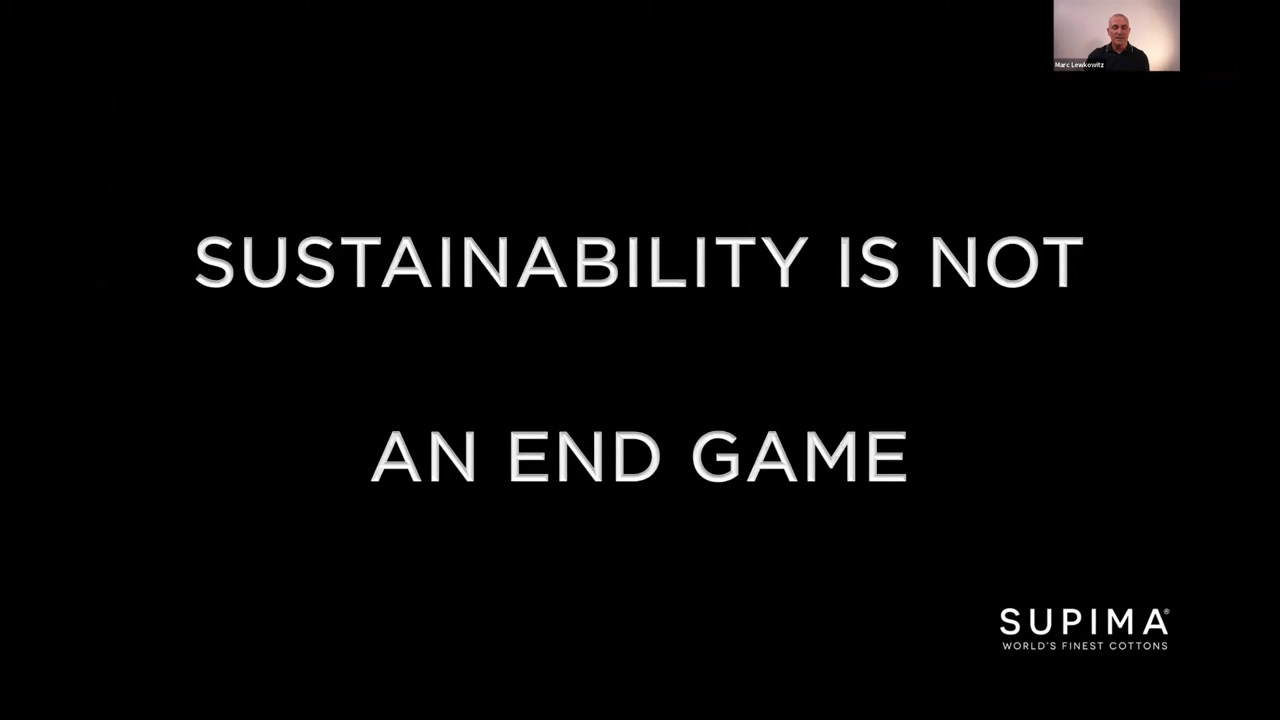 Marc Lewkowitz
SUSTAINABILITY IS NOT
AN END GAME
SUPIMA®
WORLD'S FINEST COTTONS